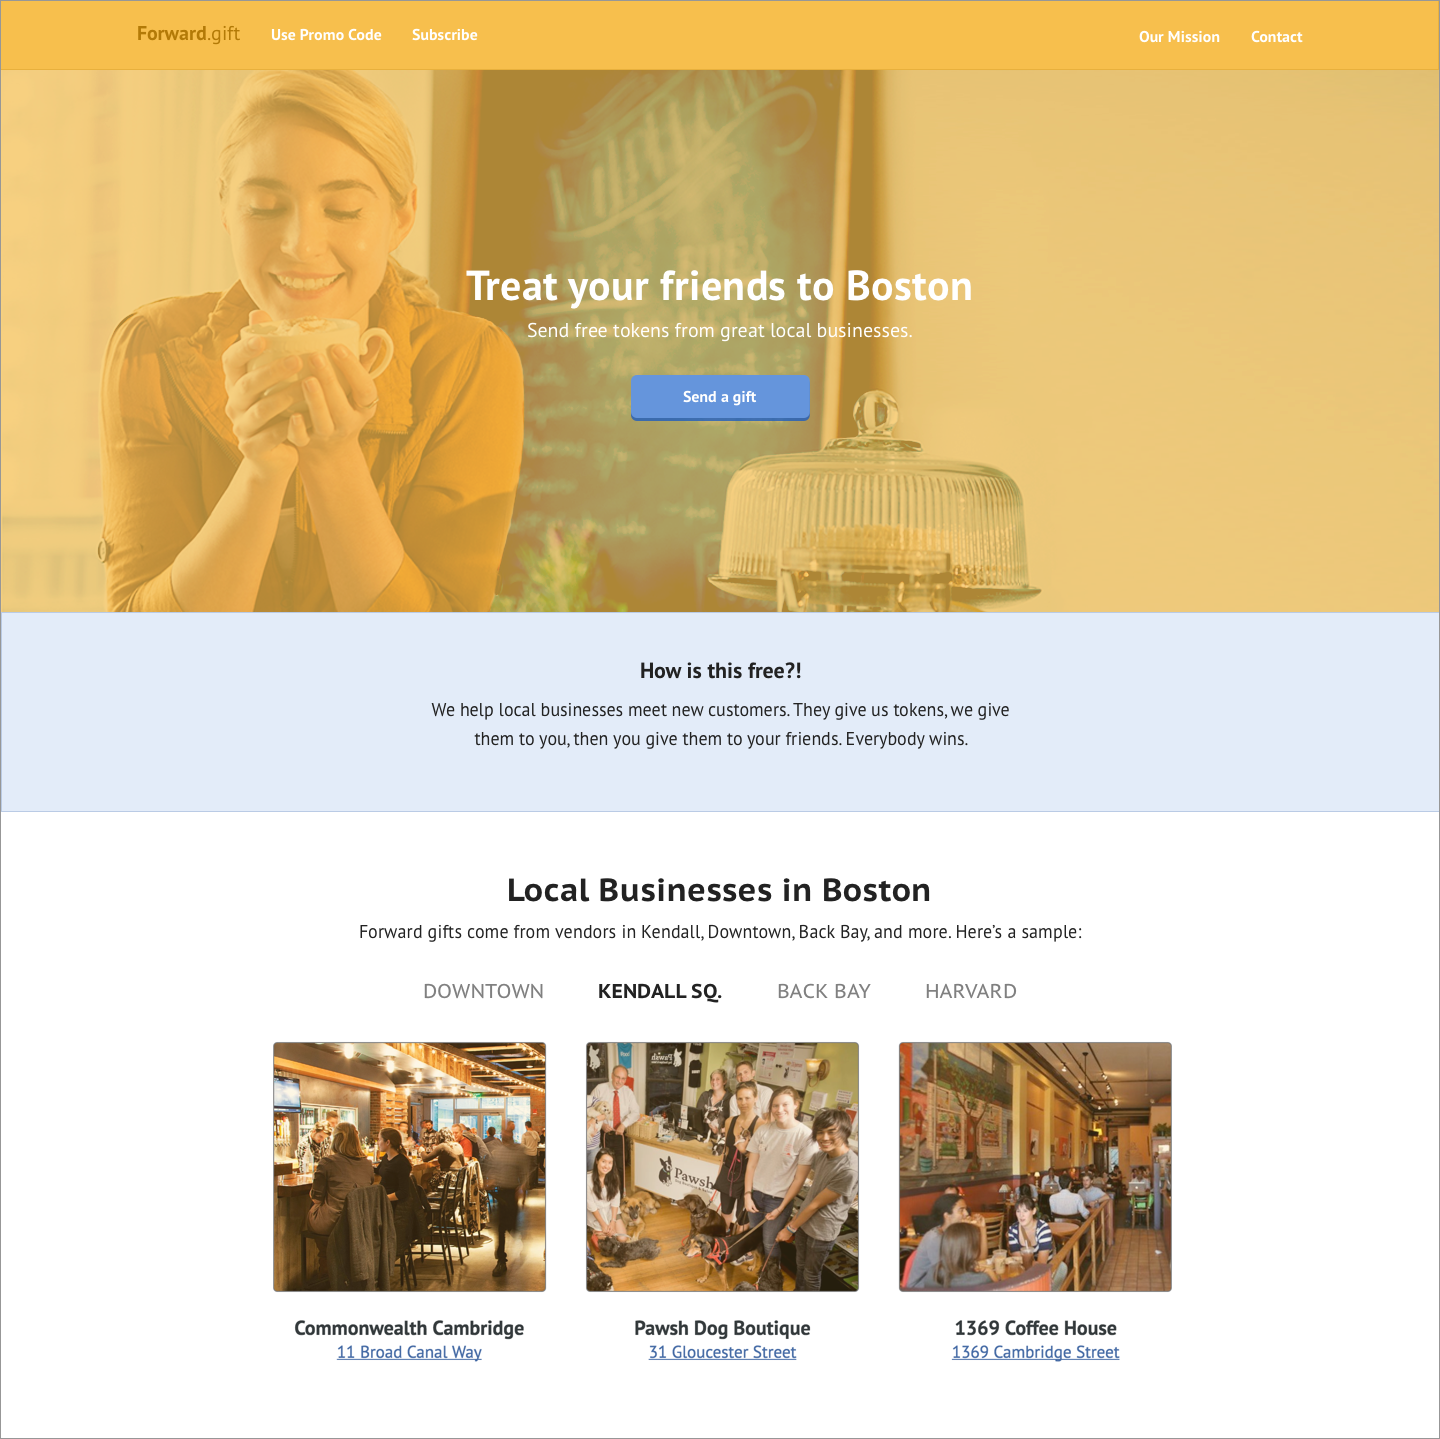 Forward.gift Use Promo Code Subscribe Our Mission Contact
Treat your friends to Boston
Send free tokens from great local businesses.
Send a gift
How is this free?!
We help local businesses meet new customers. They give us tokens, we give
them to you, then you give them to your friends. Everybody wins.
Local Businesses in Boston
Forward gifts come from vendors in Kendall, Downtown, Back Bay, and more. Here's a sample:
DOWNTOWN KENDALL SQ. BACK BAY HARVARD
Pawsh
Commonwealth Cambridge Pawsh Dog Boutique 1369 Coffee House
11 Broad Canal Way 31 Gloucester Street 1369 Cambridge Street